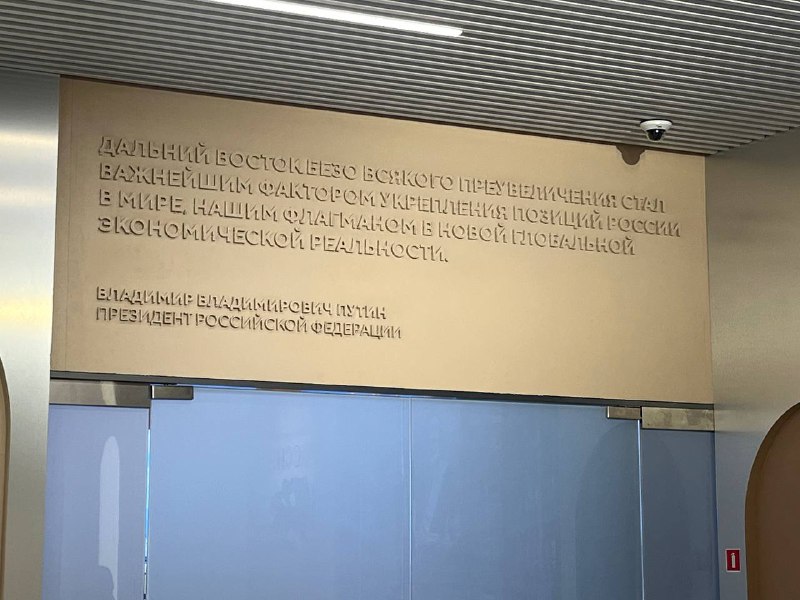 ДАЛЬНИЙ ВОСТОК БЕЗО ВСЯКОГО ПРЕУВЕЛИЧЕНИЯ СТАЛ
ВАЖНЕЙШИМ ФАКТОРОМ УКРЕПЛЕНИЯ ПОЗИЦИЙ РОССИИ
В МИРЕ, НАШИМ ФЛАГМАНОМ В НОВОЙ ГЛОБАЛЬНОЙ
ЭКОНОМИЧЕСКОЙ РЕАЛЬНОСТИ.
ВЛАДИМИР ВЛАДИМИРОВИЧ ПУТИН
ПРЕЗИДЕНТ РОССИЙСКОЙ ФЕДЕРАЦИИ